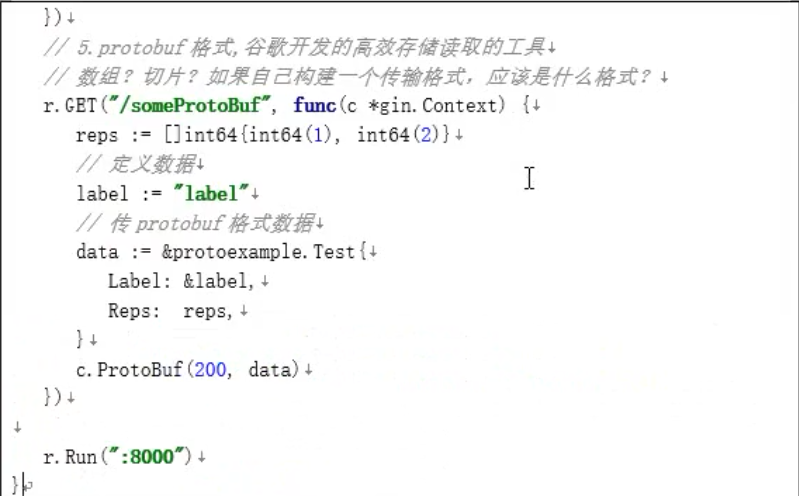 })↓
// 5.protobuf格式,谷歌开发的高效存储读取的工具↓
// 数组？切片？如果自己构建一个传输格式，应该是什么格式？↓
r.GET("/someProtoBuf", func(c *gin.Context) {↓
reps := []int64{int64(1), int64(2)}↓
// 定义数据↓
label := "label"↓
// 传protobuf格式数据↓
data := &protoexample.Test{↓
Label: &label,↓
Reps:  reps,↓
}↓
c.ProtoBuf(200, data)↓
})↓
↓
r.Run(":8000")↓
}↵